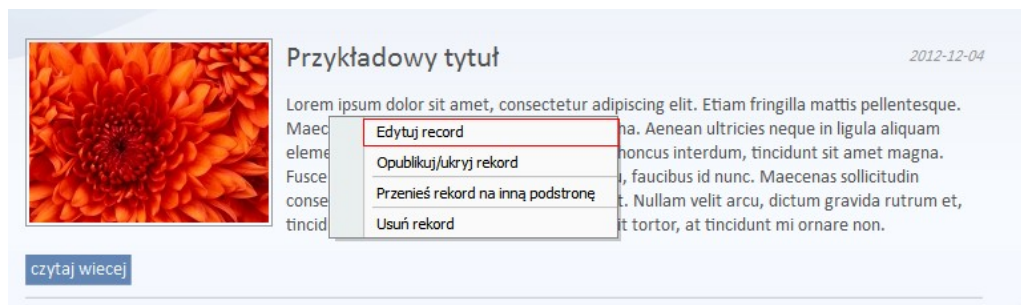 Przykładowy tytuł
2012-12-04
Lorem ipsum dolor sit amet, consectetur adipiscing elit. Etiam fringilla mattis pellentesque.
Maec na. Aenean ultricies neque in ligula aliquam
eleme honcus interdum, tincidunt sit amet magna.
Fusce , faucibus id nunc. Maecenas sollicitudin
conse t. Nullam velit arcu, dictum gravida rutrum et,
tincid it tortor, at tincidunt mi ornare non.
Edytuj record
Opublikuj/ukryj rekord
Przenieś rekord na inną podstronę
Usuń rekord
czytaj wiecej